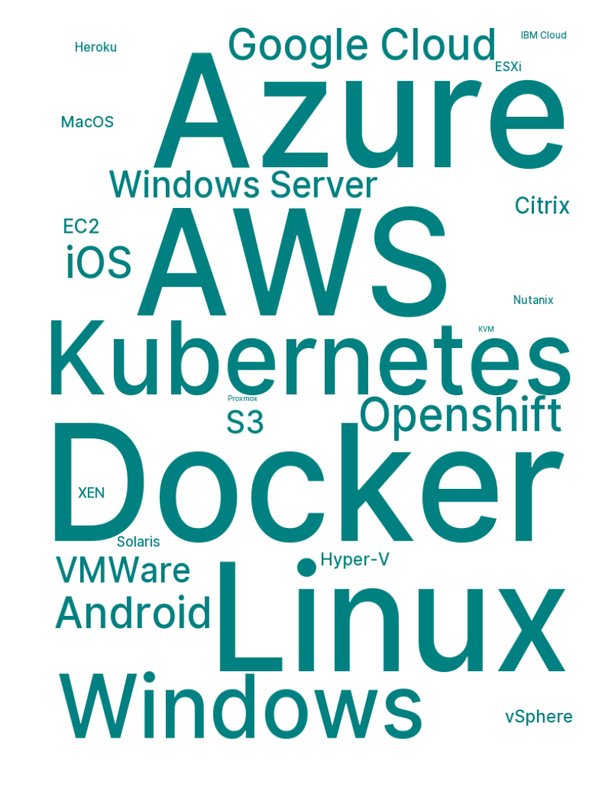 Google Cloud
IBM Cloud
Heroku
ESXi
Azure
MacOS
Windows Server
Citrix
EC2
AWS
iOS
Nutanix
KVM
Kubernetes
Proxmox
Openshift
S3
Docker
XEN
Solaris
Hyper-V
VMWare
Linux
Android
Windows
vSphere